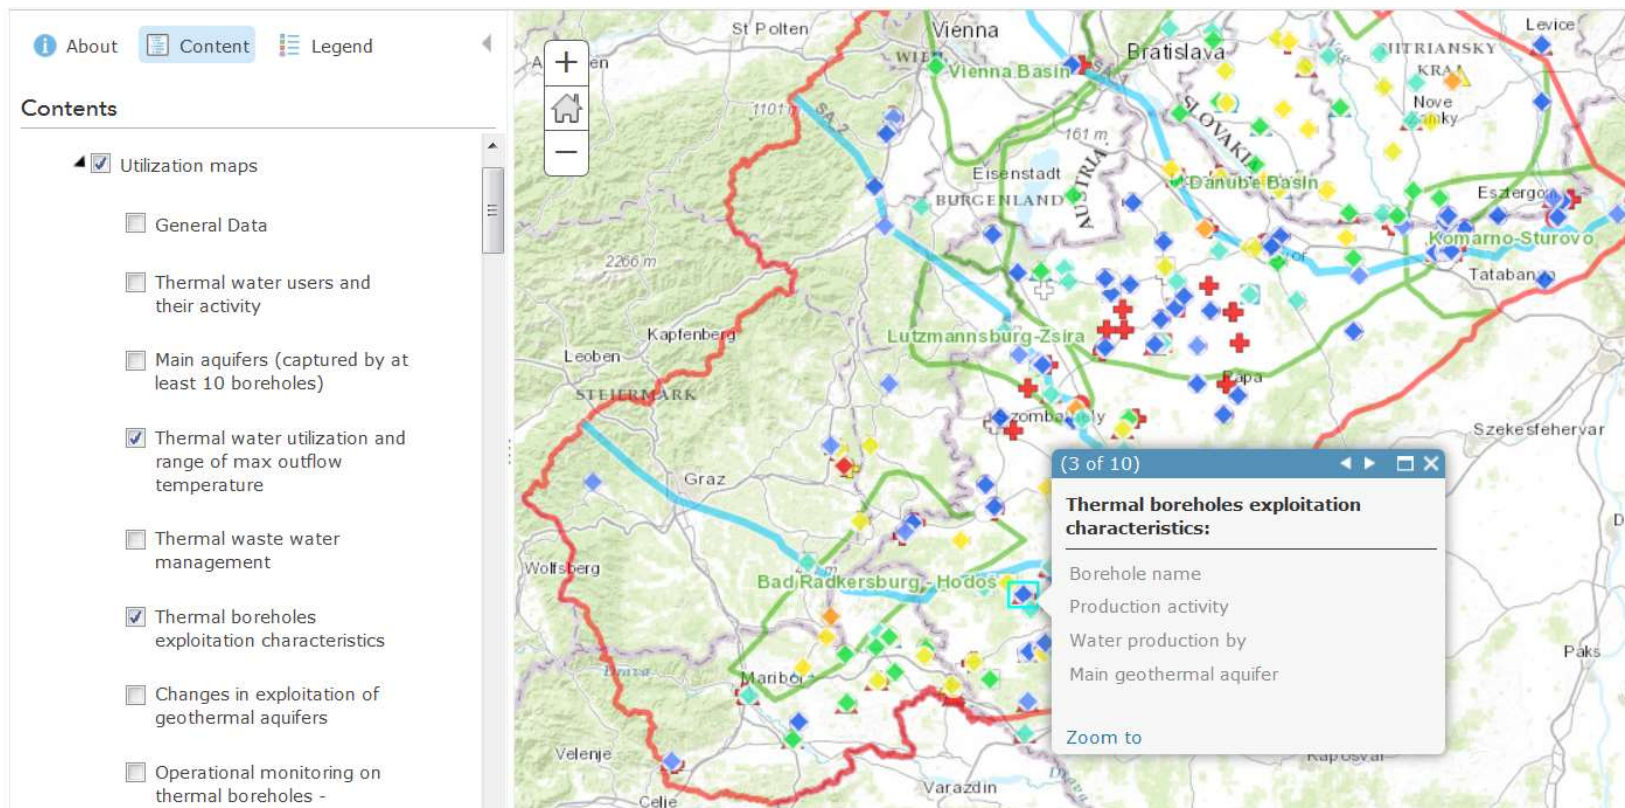 About
Content
Legend
Contents
Utilization maps
General Data
Thermal water users and
their activity
Main aquifers (captured by at
least 10 boreholes)
Thermal water utilization and
range of max outflow
temperature
Thermal waste water
management
Thermal boreholes
exploitation characteristics
Changes in exploitation of
geothermal aquifers
Operational monitoring on
thermal boreholes -
+
−
St Polten
Vienna
WIE
Vienna Basin
Bratislava
Levice
NITRIANSKY
KRAJ
Nove
1101 m
SA 2
161 m
SLOVAKIA
AUSTRIA
Eisenstadt
BURGENLAND
Danube Basin
Esztergom
Komarno-Sturovo
Tatabanya
2266 m
Kapfenberg
Leoben
STEIERMARK
Lutzmannsburg-Zsira
Papa
Szekesfehervar
Graz
Wolfsberg
Bad Radkersburg - Hodos
Drava
Maribor
Velenje
Celje
Varazdin
Drava
Kaposvar
Paks
D
(3 of 10)
Thermal boreholes exploitation
characteristics:
Borehole name
Production activity
Water production by
Main geothermal aquifer
Zoom to